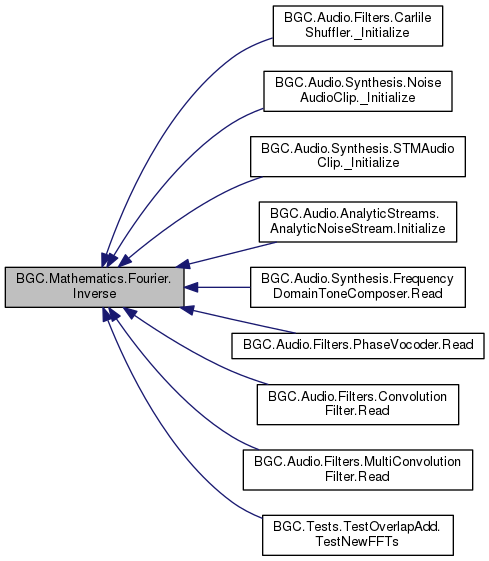 BGC.Audio.Filters.Carlile
Shuffler._Initialize
BGC.Audio.Synthesis.Noise
AudioClip._Initialize
BGC.Audio.Synthesis.STMAudio
Clip._Initialize
BGC.Audio.AnalyticStreams.
AnalyticNoiseStream.Initialize
BGC.Mathematics.Fourier.
Inverse
BGC.Audio.Synthesis.Frequency
DomainToneComposer.Read
BGC.Audio.Filters.PhaseVocoder.Read
BGC.Audio.Filters.Convolution
Filter.Read
BGC.Audio.Filters.MultiConvolution
Filter.Read
BGC.Tests.TestOverlapAdd.
TestNewFFTs